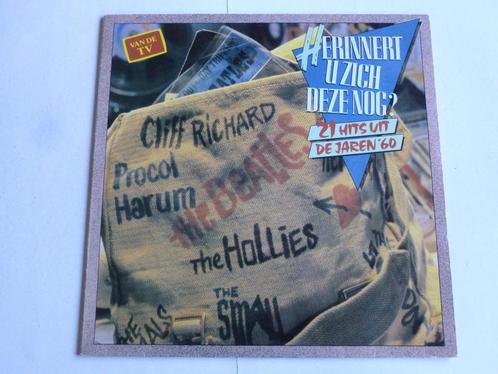 VAN DE
TV
HERINNERT
U ZICH
DEZE NOG?
21 HITS UIT
DE JAREN '60
Cliff RICHARD
Procol
Harum
THE BEATLES
the HOLLIES
THE
SMALL
THE